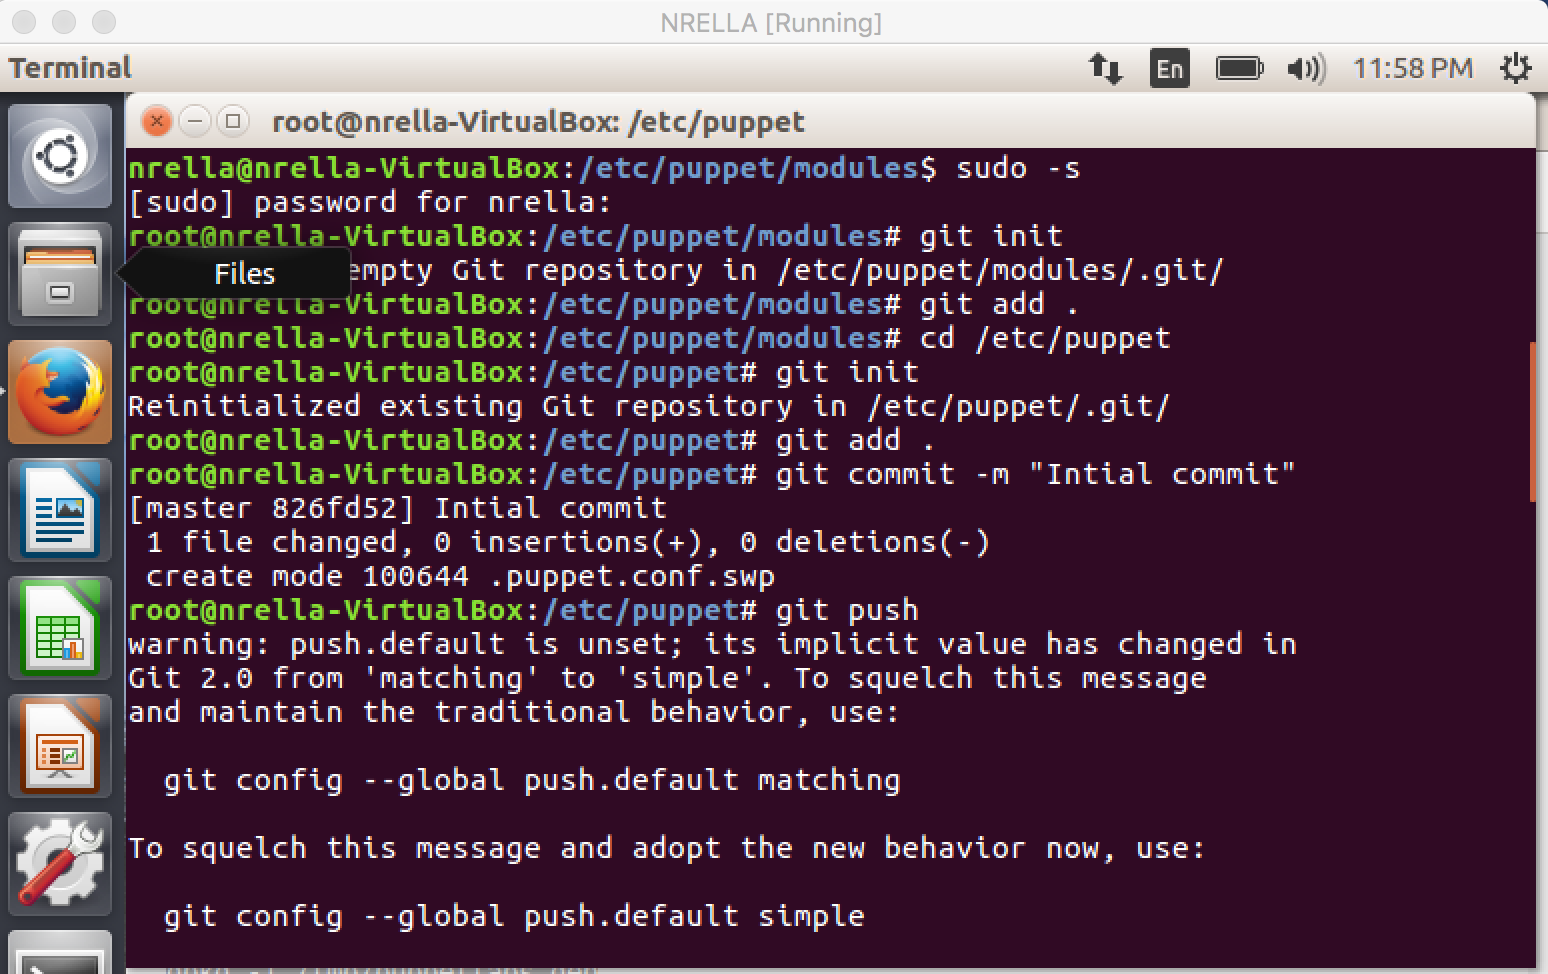 NRELLA [Running]
Terminal
En
11:58 PM
root@nrella-VirtualBox: /etc/puppet
nrella@nrella-VirtualBox:/etc/puppet/modules$ sudo -s
[sudo] password for nrella:
root@nrella-VirtualBox:/etc/puppet/modules# git init
Files
empty Git repository in /etc/puppet/modules/.git/
root@nrella-VirtualBox:/etc/puppet/modules# git add .
root@nrella-VirtualBox:/etc/puppet/modules# cd /etc/puppet
root@nrella-VirtualBox:/etc/puppet# git init
Reinitialized existing Git repository in /etc/puppet/.git/
root@nrella-VirtualBox:/etc/puppet# git add .
root@nrella-VirtualBox:/etc/puppet# git commit -m "Intial commit"
[master 826fd52] Intial commit
 1 file changed, 0 insertions(+), 0 deletions(-)
 create mode 100644 .puppet.conf.swp
root@nrella-VirtualBox:/etc/puppet# git push
warning: push.default is unset; its implicit value has changed in
Git 2.0 from 'matching' to 'simple'. To squelch this message
and maintain the traditional behavior, use:
  git config --global push.default matching
To squelch this message and adopt the new behavior now, use:
  git config --global push.default simple